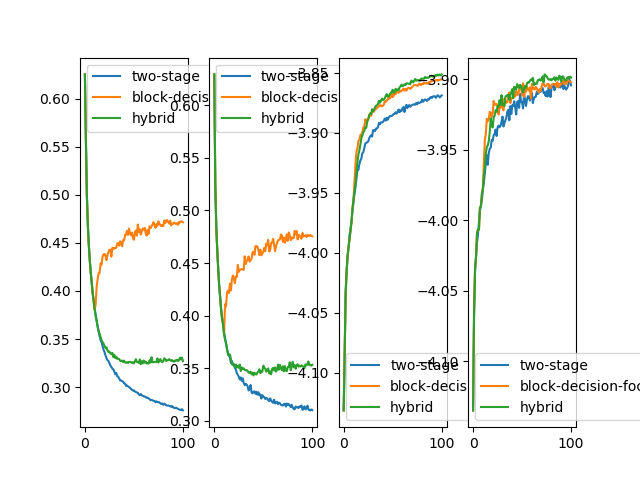 two-stage
block-decis
hybrid
0.60
0.55
0.50
0.45
0.40
0.35
0.30
0
100
two-stage
block-decis
hybrid
0.60
0.55
0.50
0.45
0.40
0.35
0.30
0
100
−3.85
−3.90
−3.95
−4.00
−4.05
−4.10
two-stage
block-decis
hybrid
0
100
−3.90
−3.95
−4.00
−4.05
−4.10
two-stage
block-decision-foc
hybrid
0
100